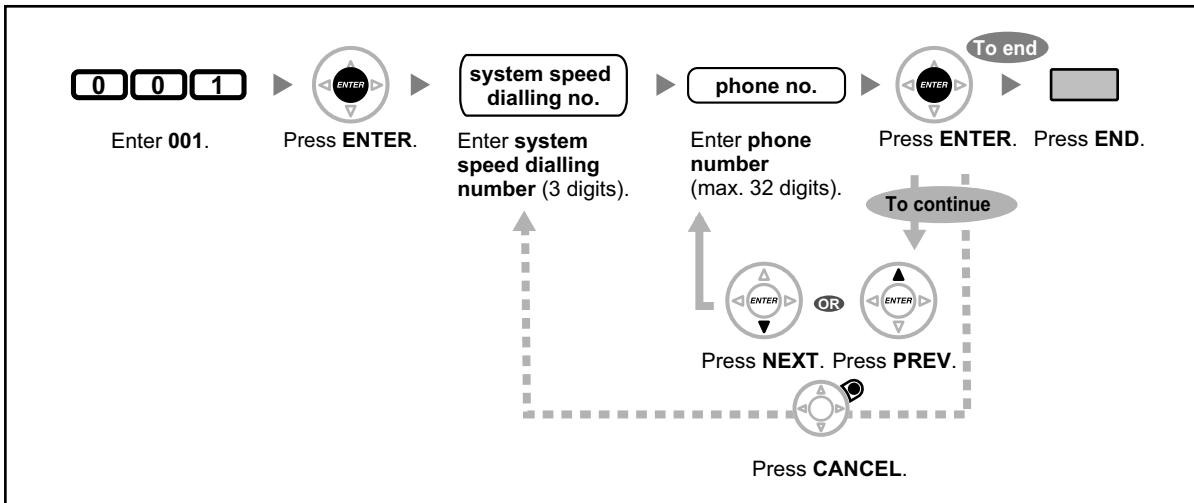 To end
0 0 1
ENTER
system speed
dialling no.
phone no.
ENTER
Enter 001.
Press ENTER.
Enter system
speed dialling
number (3 digits).
Enter phone
number
(max. 32 digits).
Press ENTER.
Press END.
To continue
ENTER
OR
ENTER
Press NEXT.
Press PREV.
Press CANCEL.